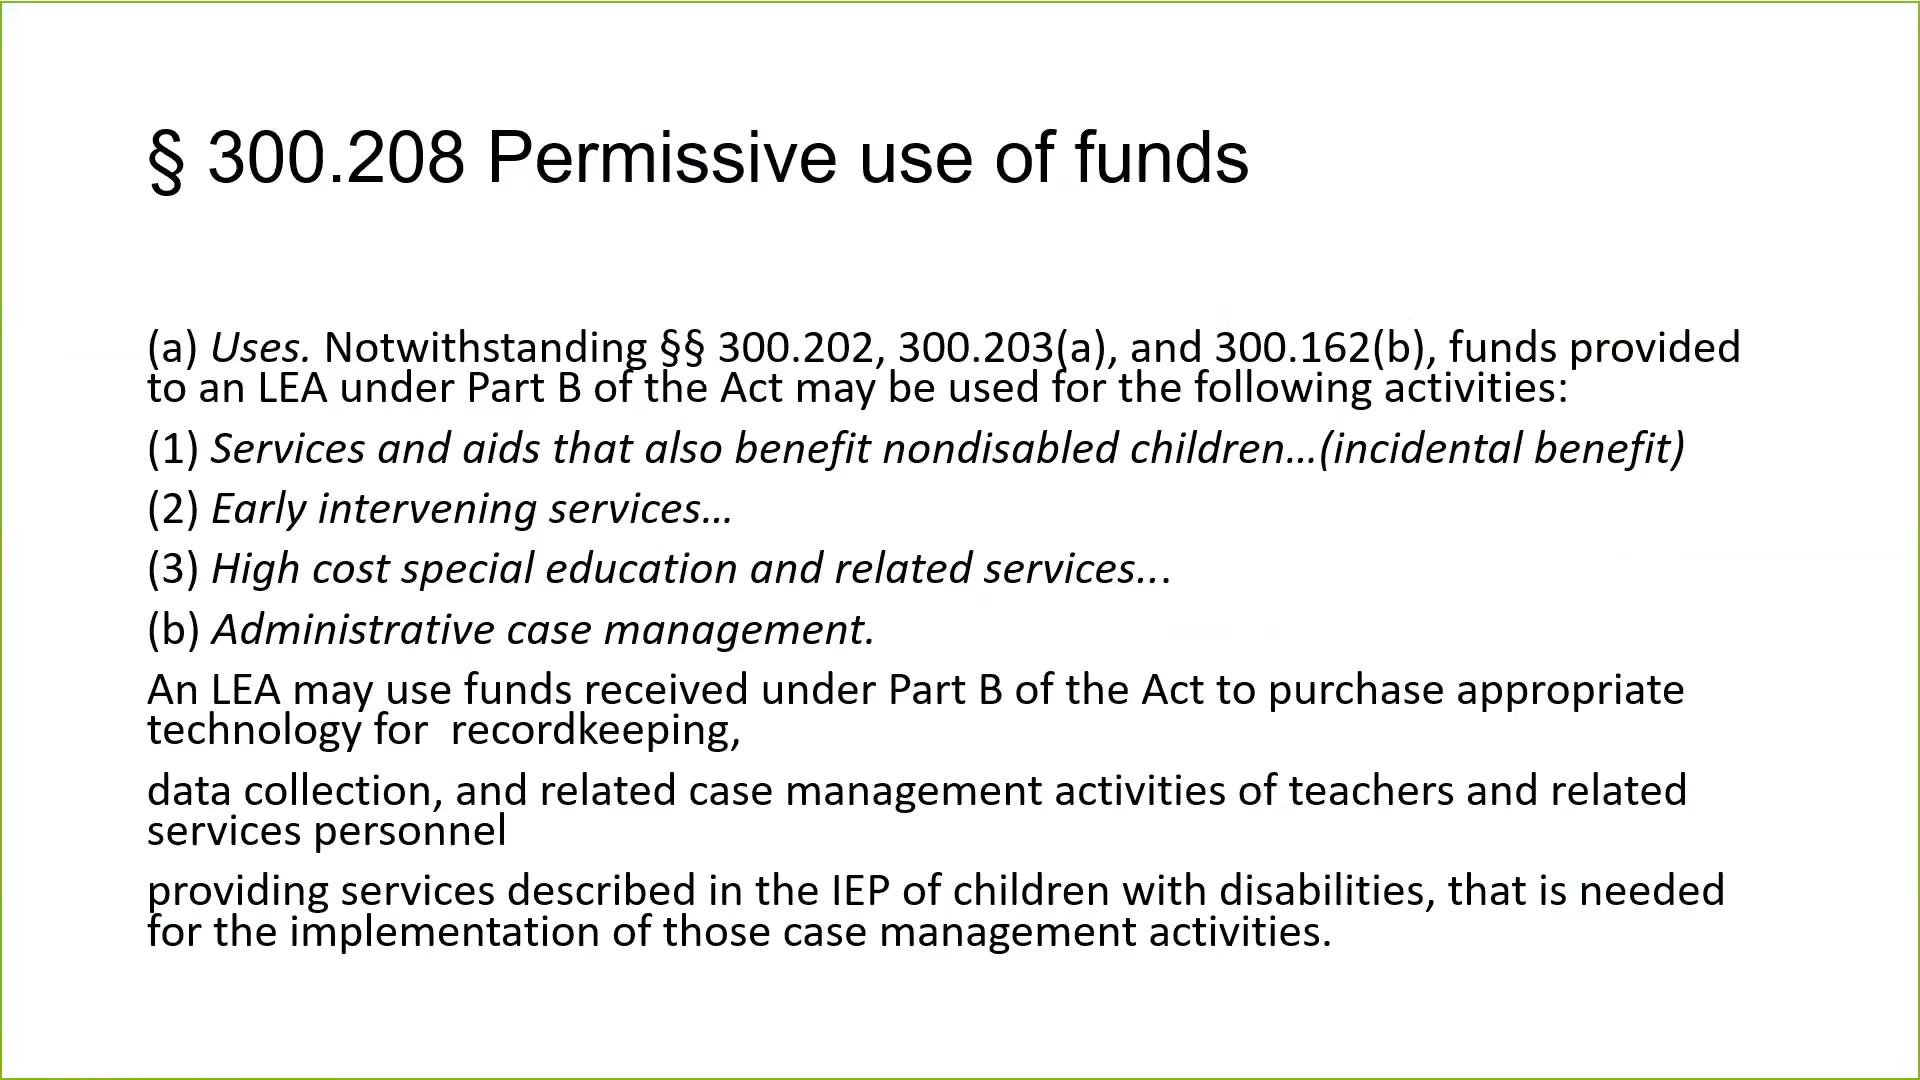 § 300.208 Permissive use of funds
(a) Uses. Notwithstanding §§ 300.202, 300.203(a), and 300.162(b), funds provided
to an LEA under Part B of the Act may be used for the following activities:
(1) Services and aids that also benefit nondisabled children…(incidental benefit)
(2) Early intervening services…
(3) High cost special education and related services...
(b) Administrative case management.
An LEA may use funds received under Part B of the Act to purchase appropriate
technology for  recordkeeping,
data collection, and related case management activities of teachers and related
services personnel
providing services described in the IEP of children with disabilities, that is needed
for the implementation of those case management activities.